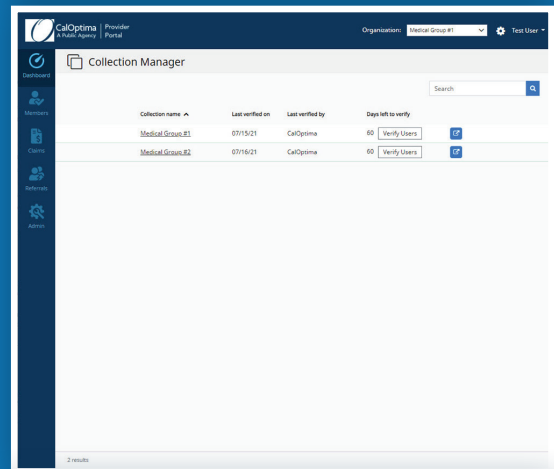 CalOptima Provider
A Public Agency Portal
Organization: Medical Group #1
Test User
Dashboard
Collection Manager
Search
Members
Collection name Last verified on Last verified by Days left to verify
Medical Group #1 07/15/21 CalOptima 60 Verify Users
Medical Group #2 07/16/21 CalOptima 60 Verify Users
Claims
Referrals
Admin
2 results